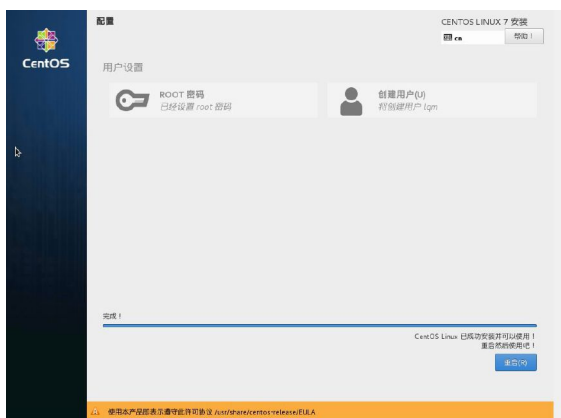 配置
CENTOS LINUX 7 安装
cn
帮助！
CentOS
用户设置
ROOT 密码
已经设置 root 密码
创建用户(U)
将创建用户 lqm
完成！
CentOS Linux 已成功安装并可以使用！
重启然后使用吧！
重启(R)
使用本产品即表示遵守此许可协议 /usr/share/centos-release/EULA